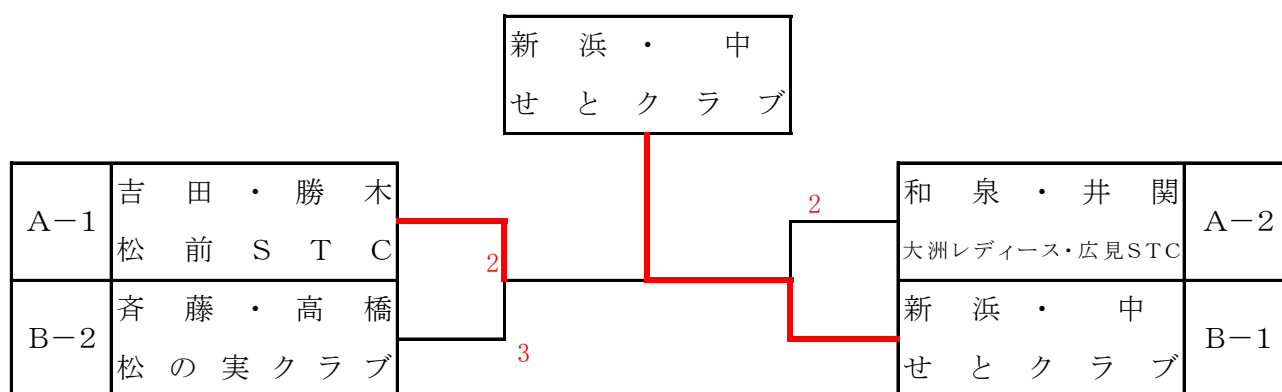 新浜・中
せとクラブ
A-1
吉田・勝木
松前STC
B-2
斉藤・高橋
松の実クラブ
2
3
2
和泉・井関
大洲レディース・広見STC
A-2
新浜・中
せとクラブ
B-1